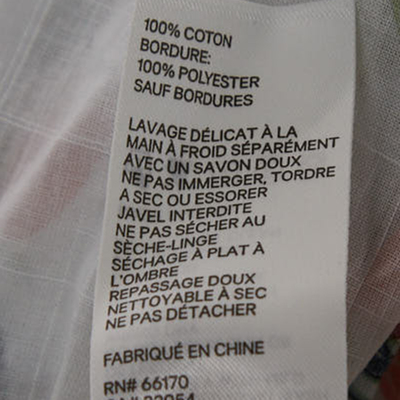 100% COTON
BORDURE:
100% POLYESTER
SAUF BORDURES
LAVAGE DÉLICAT À LA
MAIN À FROID SÉPARÉMENT
AVEC UN SAVON DOUX
NE PAS IMMERGER, TORDRE
A SEC OU ESSORER
JAVEL INTERDITE
NE PAS SÉCHER AU
SÈCHE-LINGE
SÉCHAGE À PLAT À
L'OMBRE
REPASSAGE DOUX
NETTOYABLE À SEC
NE PAS DÉTACHER
FABRIQUÉ EN CHINE
RN# 66170